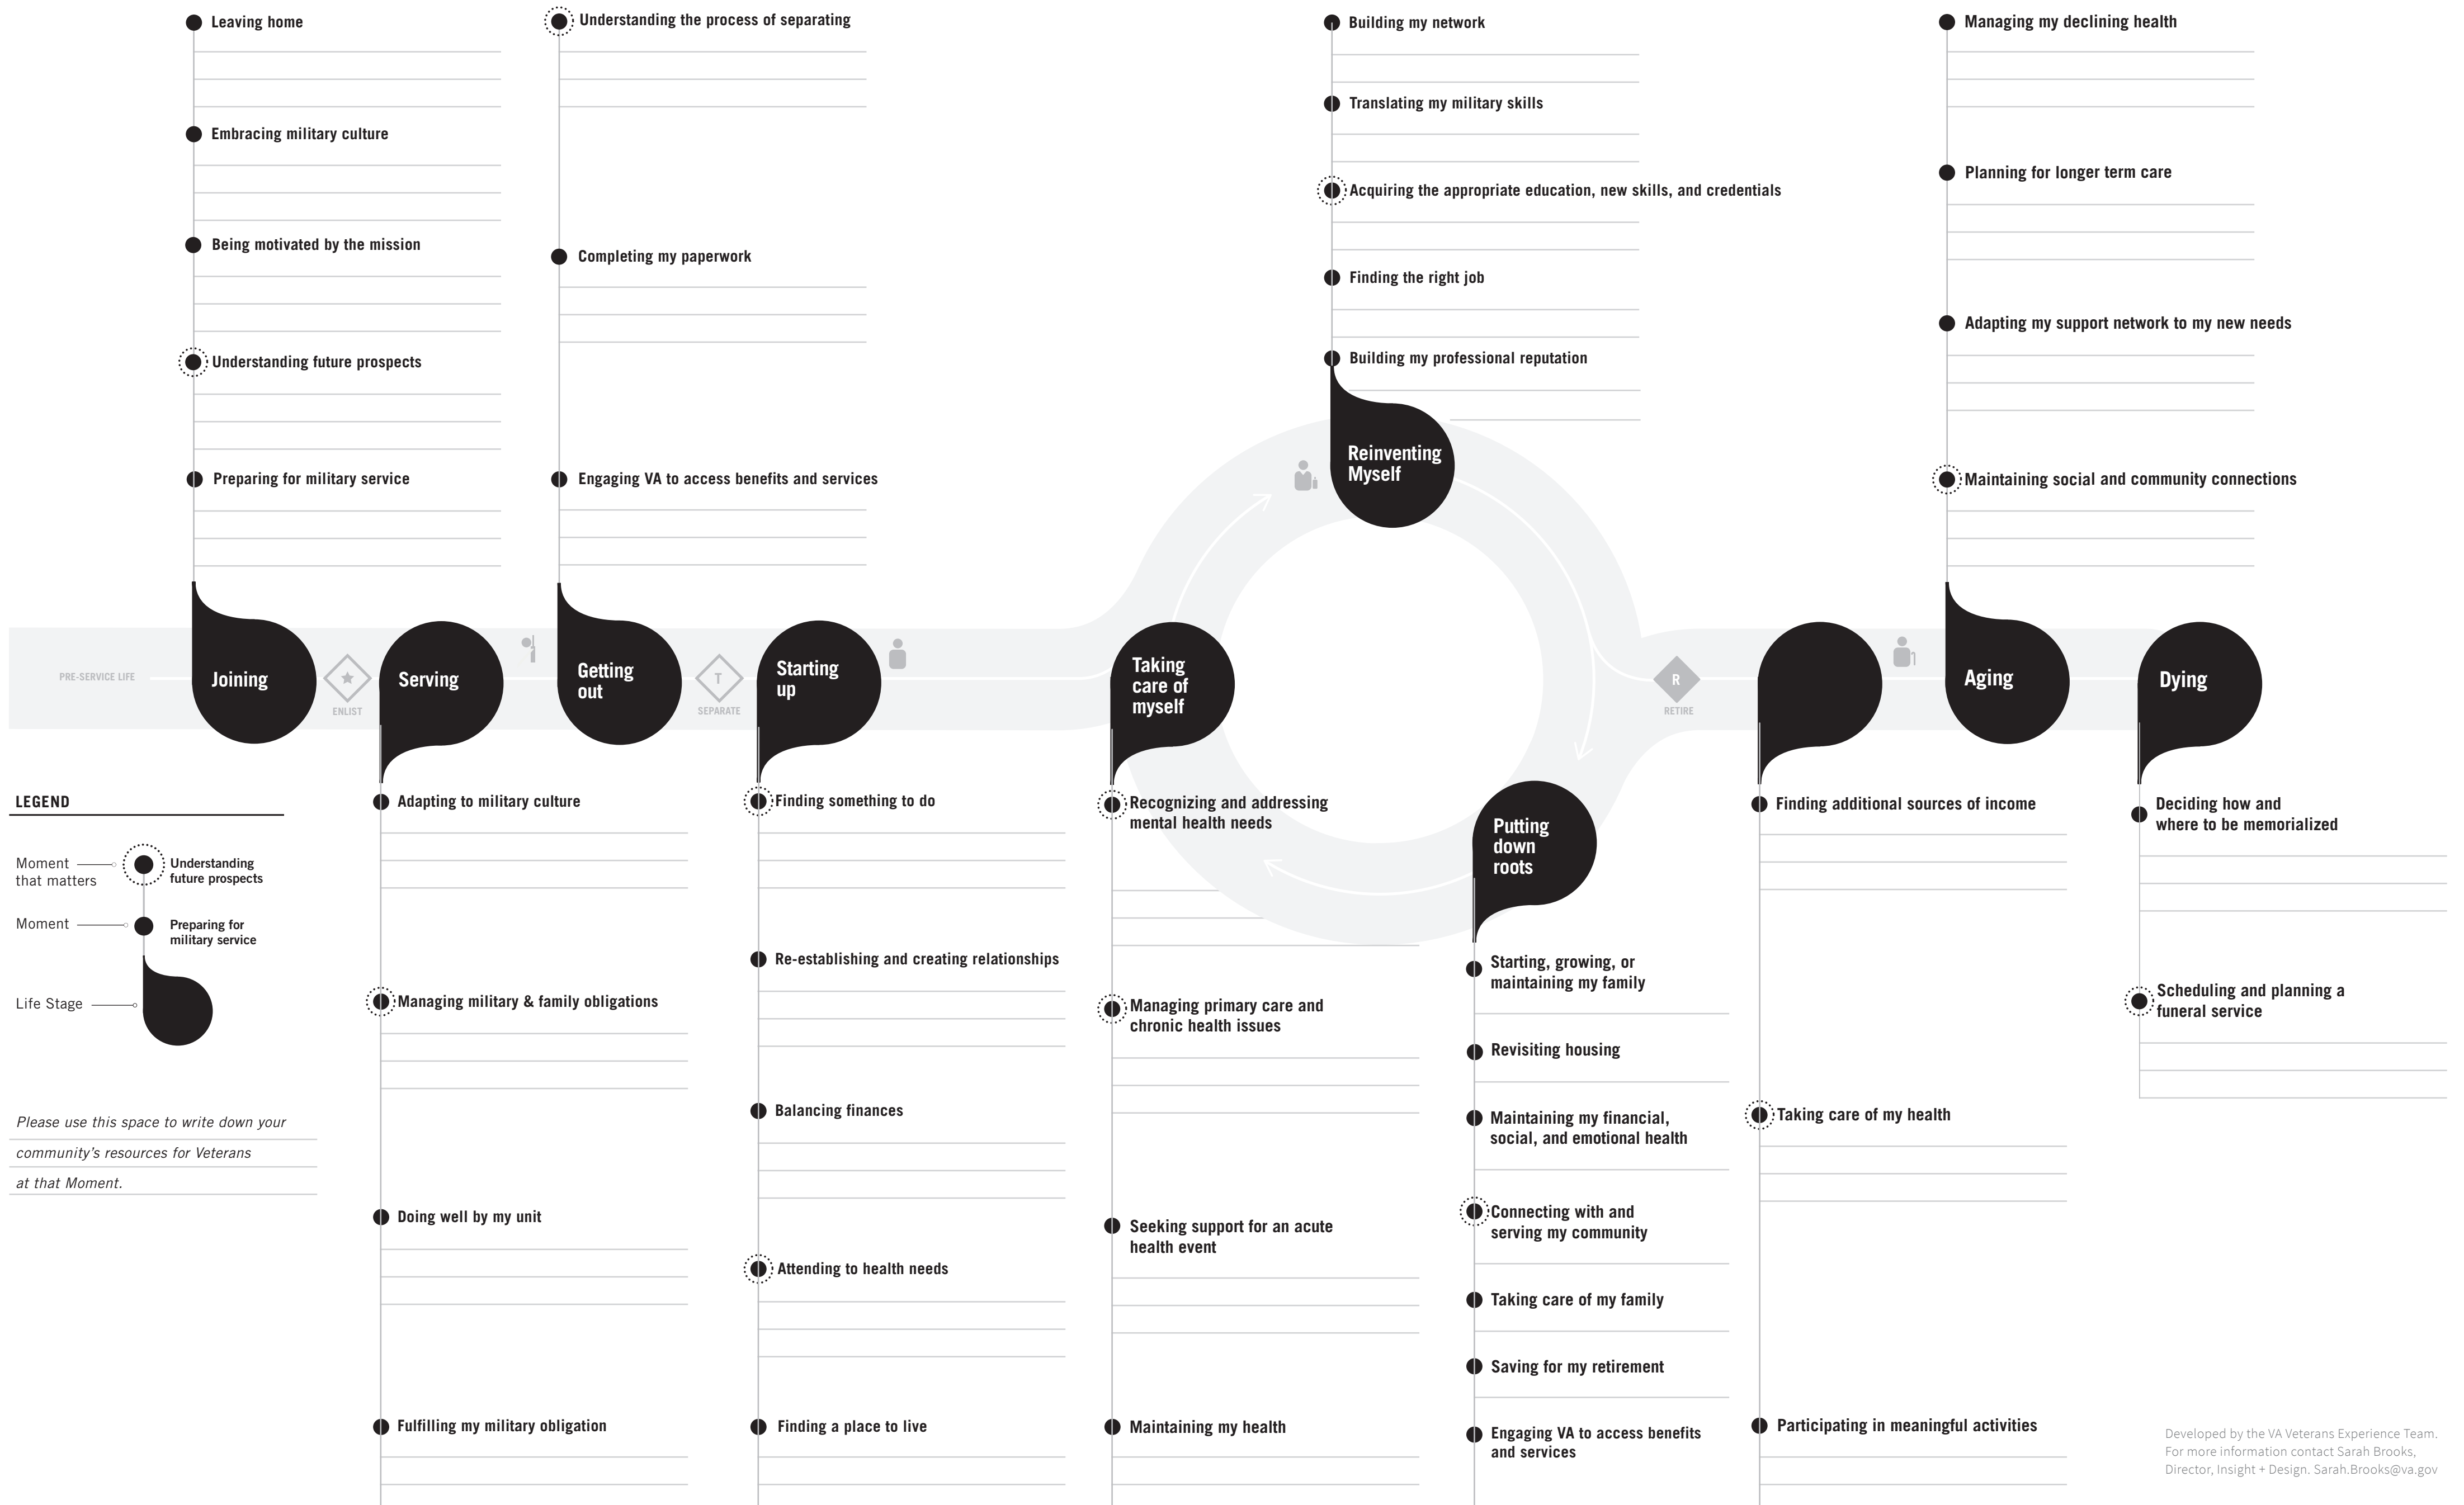 Leaving home
Embracing military culture
Being motivated by the mission
Understanding future prospects
Preparing for military service
Understanding the process of separating
Completing my paperwork
Engaging VA to access benefits and services
Building my network
Translating my military skills
Acquiring the appropriate education, new skills, and credentials
Finding the right job
Building my professional reputation
Managing my declining health
Planning for longer term care
Adapting my support network to my new needs
Maintaining social and community connections
Reinventing
Myself
PRE-SERVICE LIFE
Joining
ENLIST
Serving
Getting
out
T
SEPARATE
Starting
up
Taking
care of
myself
R
RETIRE
Aging
Dying
Putting
down
roots
LEGEND
Moment
that matters
Understanding
future prospects
Moment
Preparing for
military service
Life Stage
Please use this space to write down your
community's resources for Veterans
at that Moment.
Adapting to military culture
Managing military & family obligations
Doing well by my unit
Fulfilling my military obligation
Finding something to do
Re-establishing and creating relationships
Balancing finances
Attending to health needs
Finding a place to live
Recognizing and addressing
mental health needs
Managing primary care and
chronic health issues
Seeking support for an acute
health event
Maintaining my health
Starting, growing, or
maintaining my family
Revisiting housing
Maintaining my financial,
social, and emotional health
Connecting with and
serving my community
Taking care of my family
Saving for my retirement
Engaging VA to access benefits
and services
Finding additional sources of income
Taking care of my health
Participating in meaningful activities
Deciding how and
where to be memorialized
Scheduling and planning a
funeral service
Developed by the VA Veterans Experience Team.
For more information contact Sarah Brooks,
Director, Insight + Design. Sarah.Brooks@va.gov